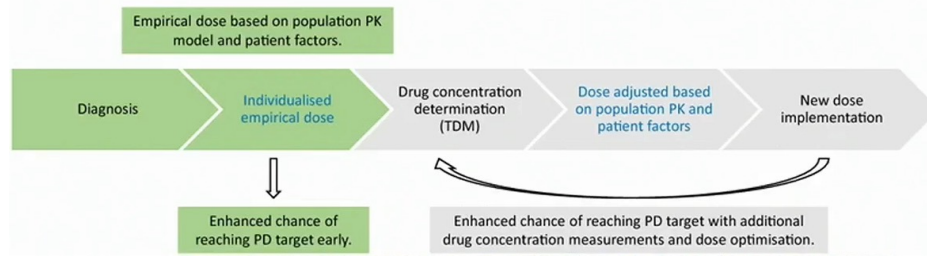 Empirical dose based on population PK
model and patient factors.
Diagnosis
Individualised
empirical dose
Drug concentration
determination
(TDM)
Dose adjusted based
on population PK and
patient factors
New dose
implementation
Enhanced chance of
reaching PD target early.
Enhanced chance of reaching PD target with additional
drug concentration measurements and dose optimisation.